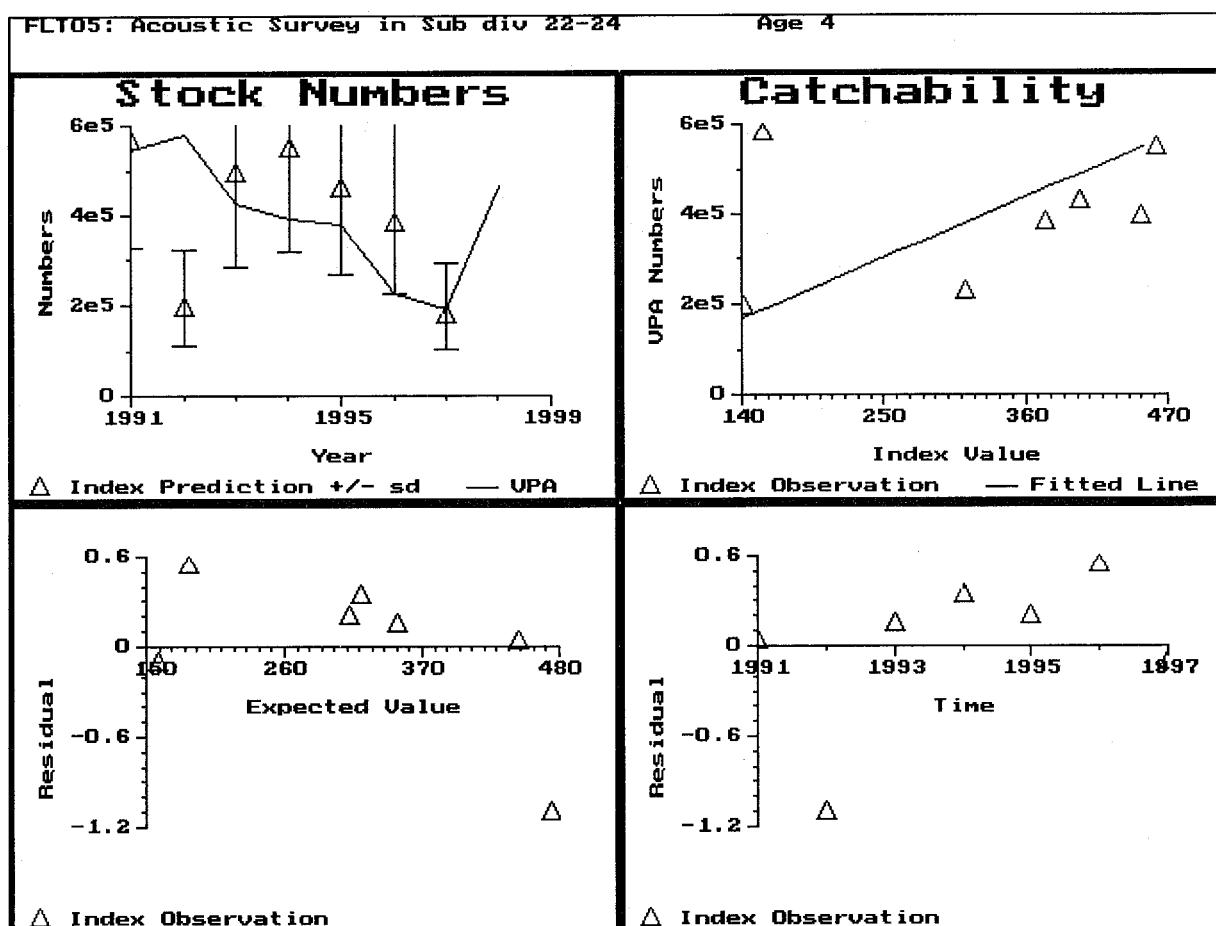 FLT05: Acoustic Survey in Sub div 22-24 Age 4
Stock Numbers
6e5
4e5
2e5
0
Numbers
1991 1995 1999
Year
△ Index Prediction +/- sd — VPA
Catchability
6e5
4e5
2e5
0
VPA Numbers
140 250 360 470
Index Value
△ Index Observation — Fitted Line
0.6
0
-0.6
-1.2
Residual
150 260 370 480
Expected Value
△ Index Observation
0.6
0
-0.6
-1.2
Residual
1991 1993 1995 1997
Time
△ Index Observation